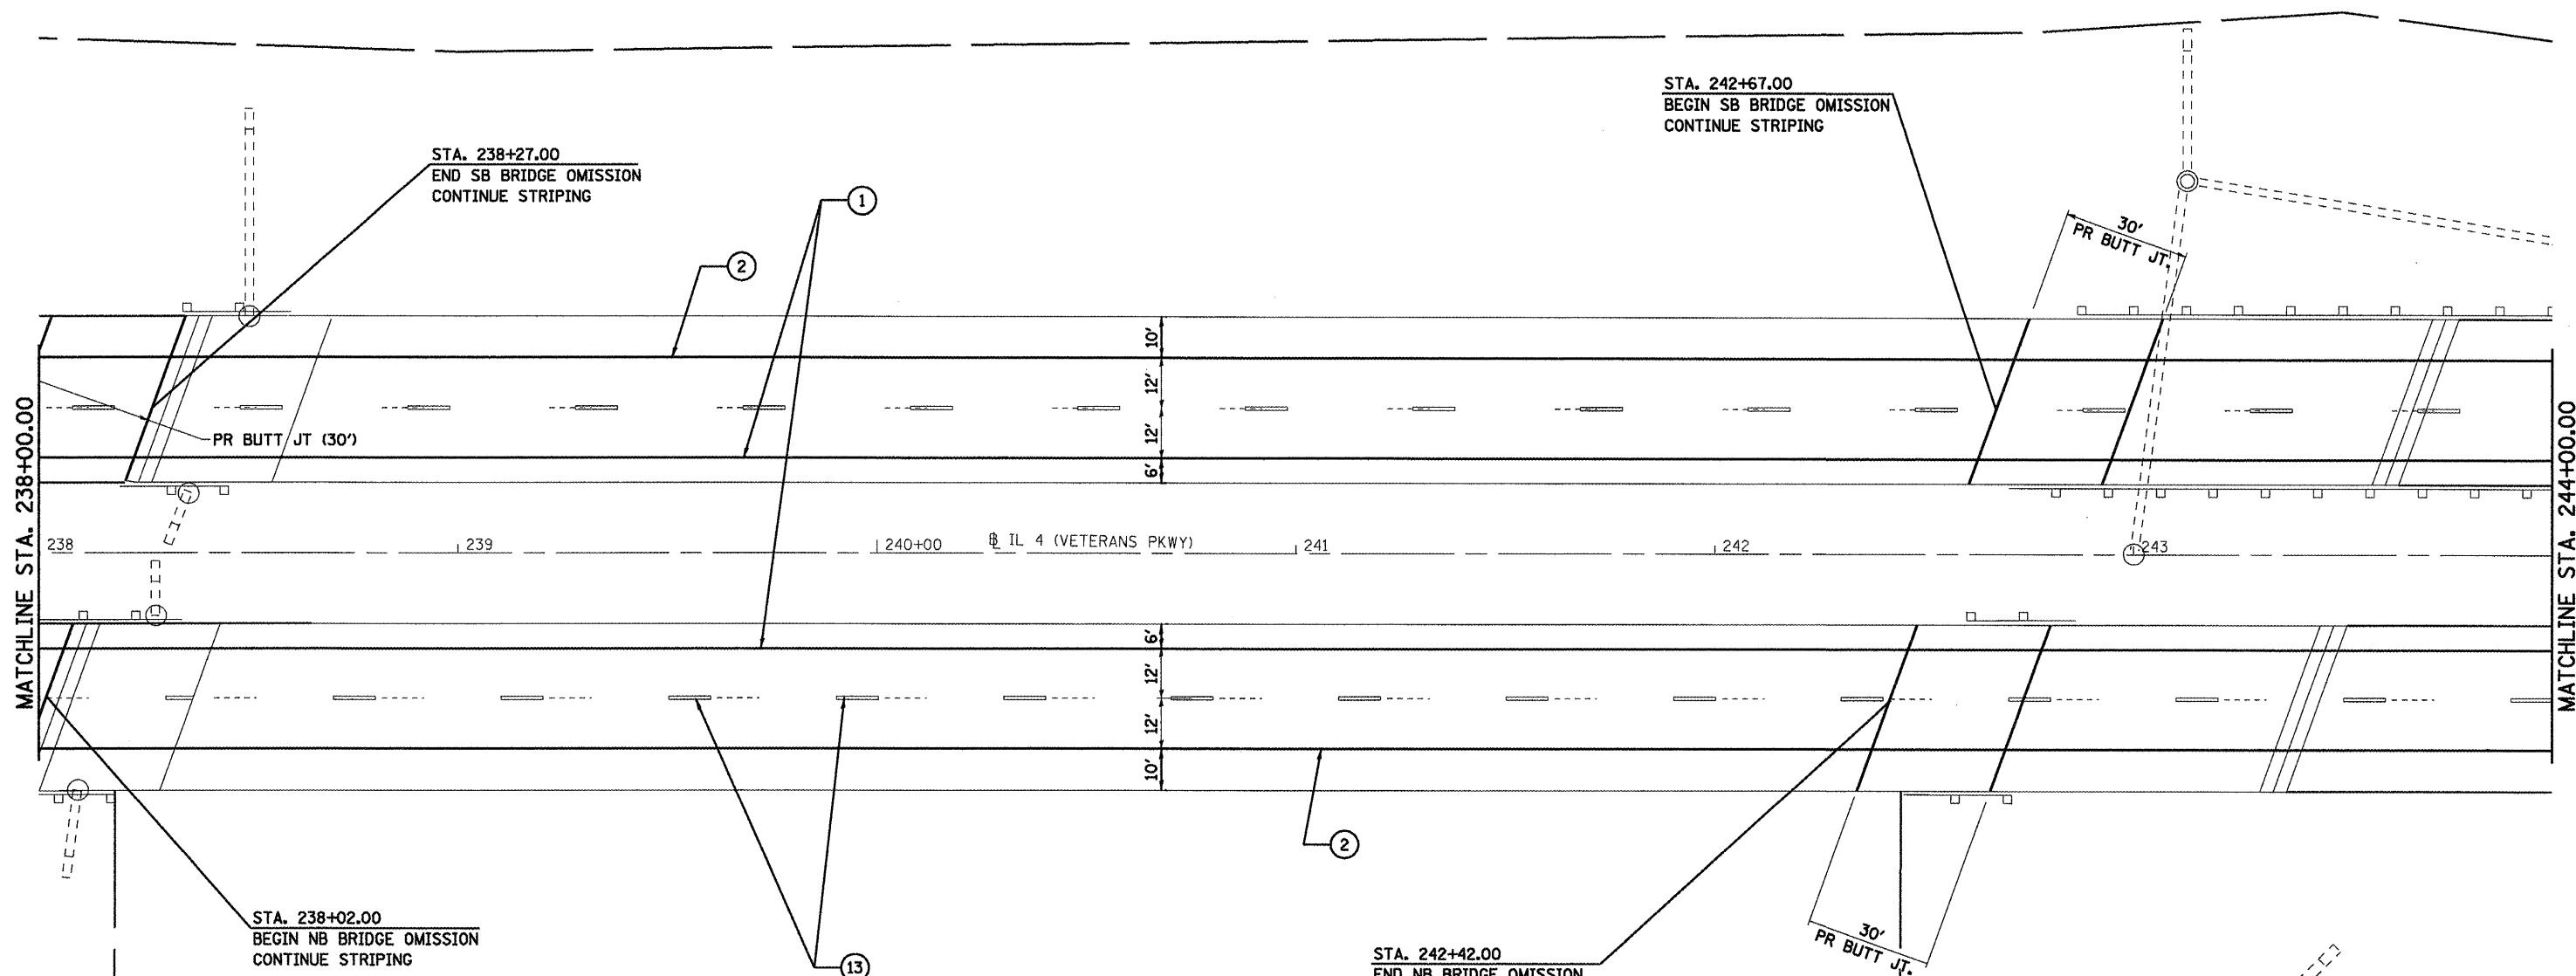 STA. 242+67.00
BEGIN SB BRIDGE OMISSION
CONTINUE STRIPING
STA. 238+27.00
END SB BRIDGE OMISSION
CONTINUE STRIPING
1
2
30'
PR BUTT JT.
10'
12'
12'
6'
PR BUTT JT (30')
MATCHLINE STA. 238+00.00
MATCHLINE STA. 244+00.00
238
239
240+00
℄ IL 4 (VETERANS PKWY)
241
242
243
6'
12'
12'
10'
2
STA. 238+02.00
BEGIN NB BRIDGE OMISSION
CONTINUE STRIPING
13
STA. 242+42.00
END NB BRIDGE OMISSION
30'
PR BUTT JT.